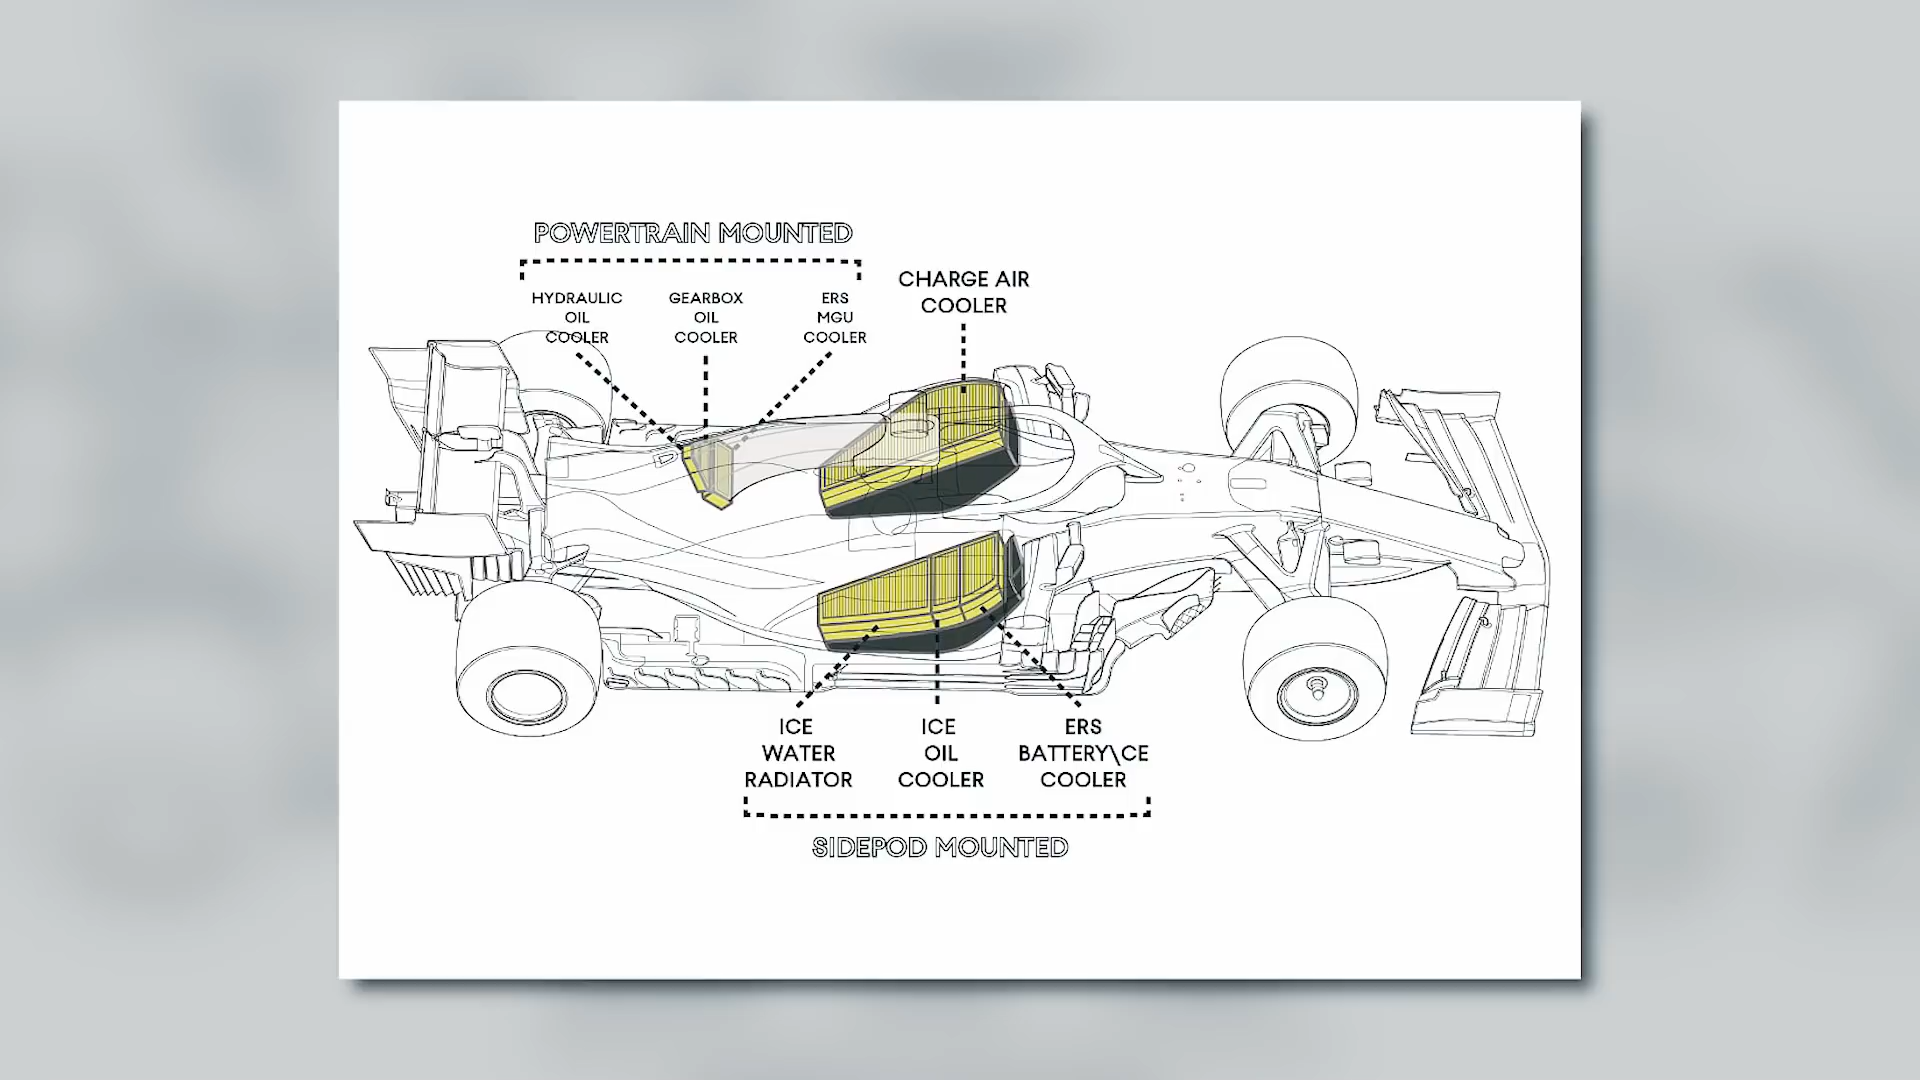 POWERTRAIN MOUNTED
HYDRAULIC
OIL
COOLER
GEARBOX
OIL
COOLER
ERS
MGU
COOLER
CHARGE AIR
COOLER
ICE
WATER
RADIATOR
ICE
OIL
COOLER
ERS
BATTERY\CE
COOLER
SIDEPOD MOUNTED